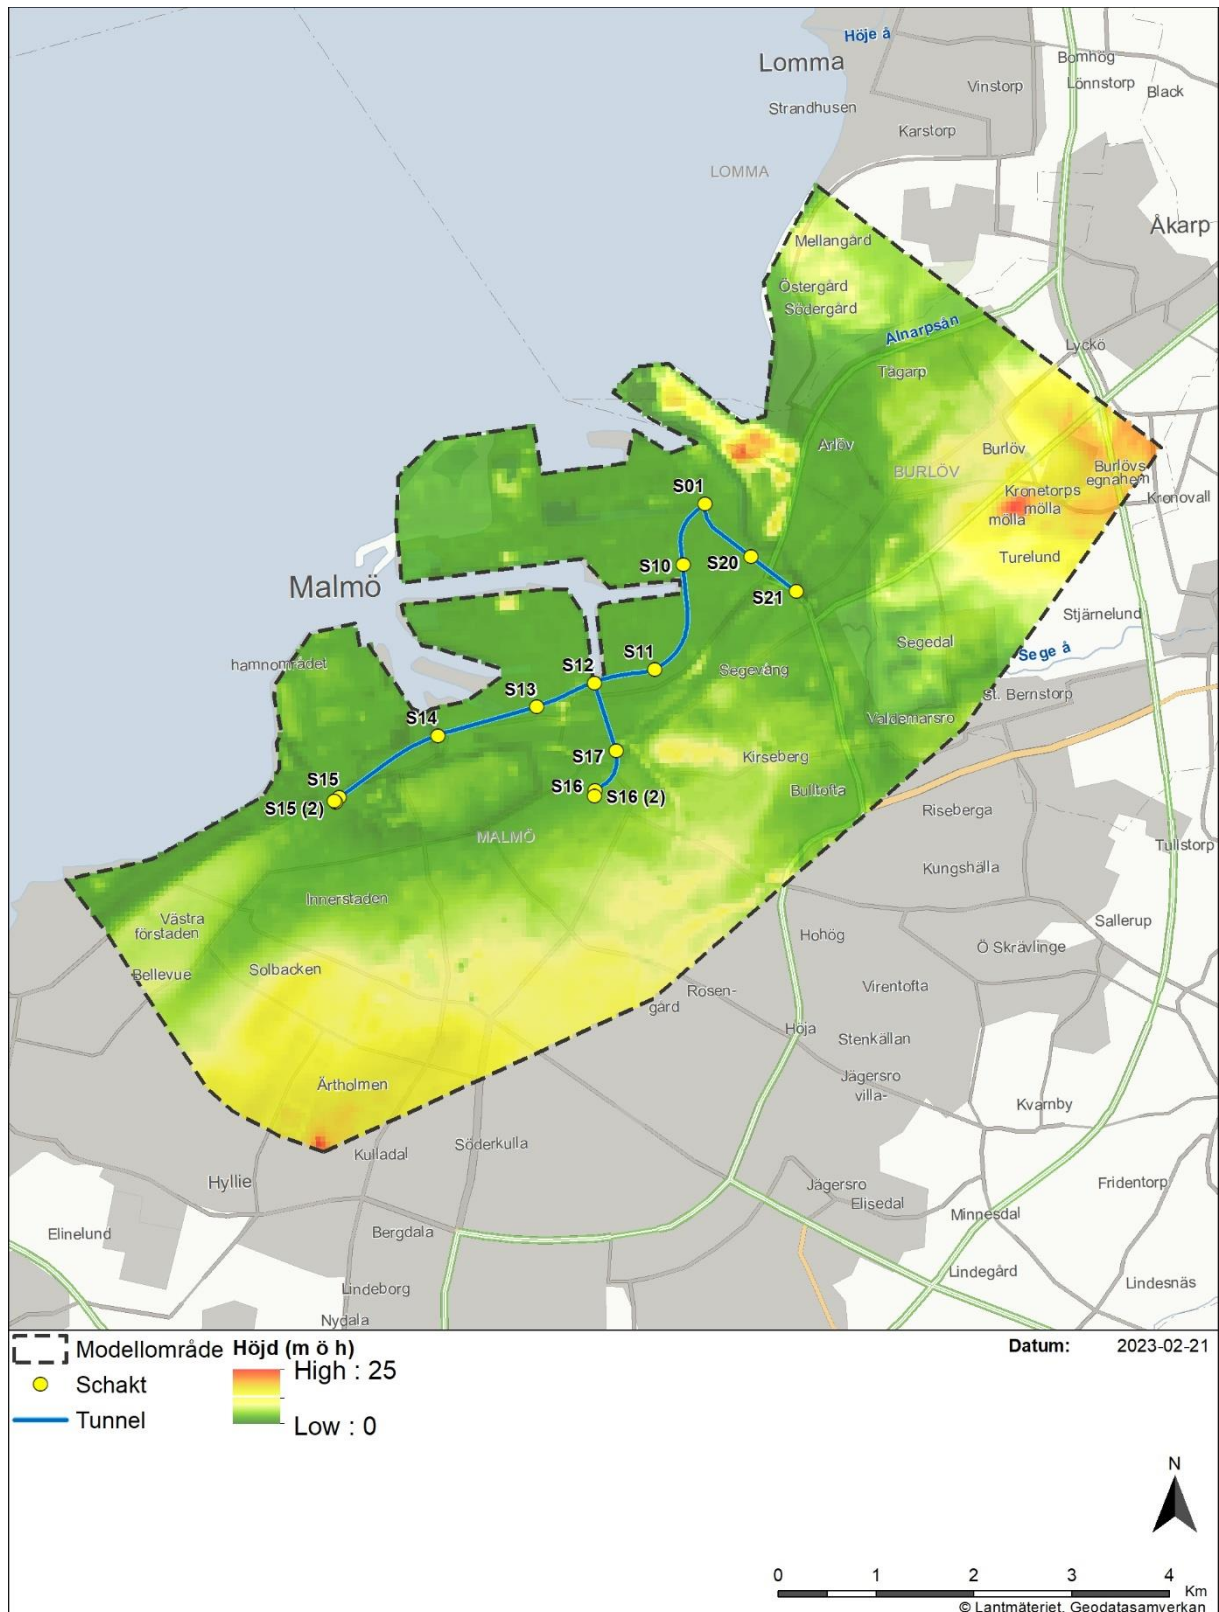 Höje å
Lomma
Bomhög
Lönnstorp
Vinstorp
Black
Strandhusen
Karstorp
LOMMA
Åkarp
Mellangård
Östergård
Södergård
Alnarpsån
Lyckö
Tågarp
Arlöv
Burlöv
BURLÖV
Burlövs
egnahem
Kronetorps
mölla
mölla
Kronovall
S01
Turelund
S20
S10
Malmö
S21
Stjärnelund
Segedal
Sege å
hamnområdet
S12
S11
Segevång
St. Bernstorp
S13
Valdemarsro
S14
S17
Kirseberg
S15
S16
Bulltofta
S15 (2)
S16 (2)
Riseberga
MALMÖ
Tullstorp
Kungshälla
Innerstaden
Västra
förstaden
Sallerup
Hohög
Ö Skrävlinge
Bellevue
Solbacken
Virentofta
Rosen-
gård
Höja
Stenkällan
Ärtholmen
Jägersro
villa-
Kvarnby
Söderkulla
Kulladal
Hyllie
Jägersro
Fridentorp
Elisedal
Minnesdal
Elinelund
Bergdala
Lindegård
Lindeborg
Lindesnäs
Nydala
Modellområde
Schakt
Tunnel
Höjd (m ö h)
High : 25
Low : 0
Datum: 2023-02-21
N
0 1 2 3 4
Km
© Lantmäteriet, Geodatasamverkan